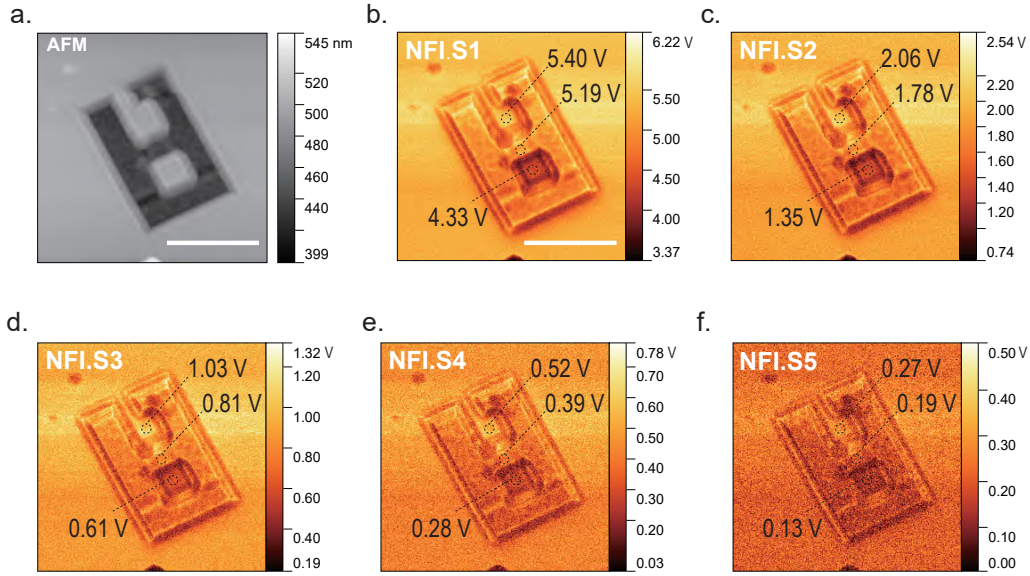 a.
AFM
545 nm
520
500
480
460
440
399
b.
NFI.S1
5.40 V
5.19 V
4.33 V
6.22 V
5.50
5.00
4.50
4.00
3.37
c.
NFI.S2
2.06 V
1.78 V
1.35 V
2.54 V
2.20
2.00
1.80
1.60
1.40
1.20
0.74
d.
NFI.S3
1.03 V
0.81 V
0.61 V
1.32 V
1.20
1.00
0.80
0.60
0.40
0.19
e.
NFI.S4
0.52 V
0.39 V
0.28 V
0.78 V
0.70
0.60
0.50
0.40
0.30
0.20
0.03
f.
NFI.S5
0.27 V
0.19 V
0.13 V
0.50 V
0.40
0.30
0.20
0.10
0.00